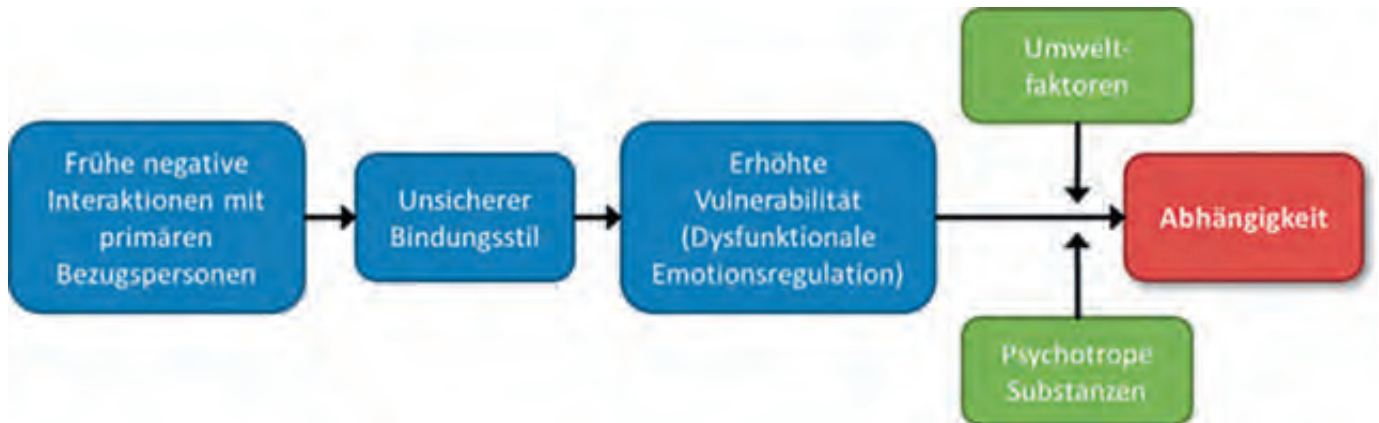 Frühe negative
Interaktionen mit
primären
Bezugspersonen
Unsicherer
Bindungsstil
Erhöhte
Vulnerabilität
(Dysfunktionale
Emotionsregulation)
Umwelt-
faktoren
Psychotrope
Substanzen
Abhängigkeit